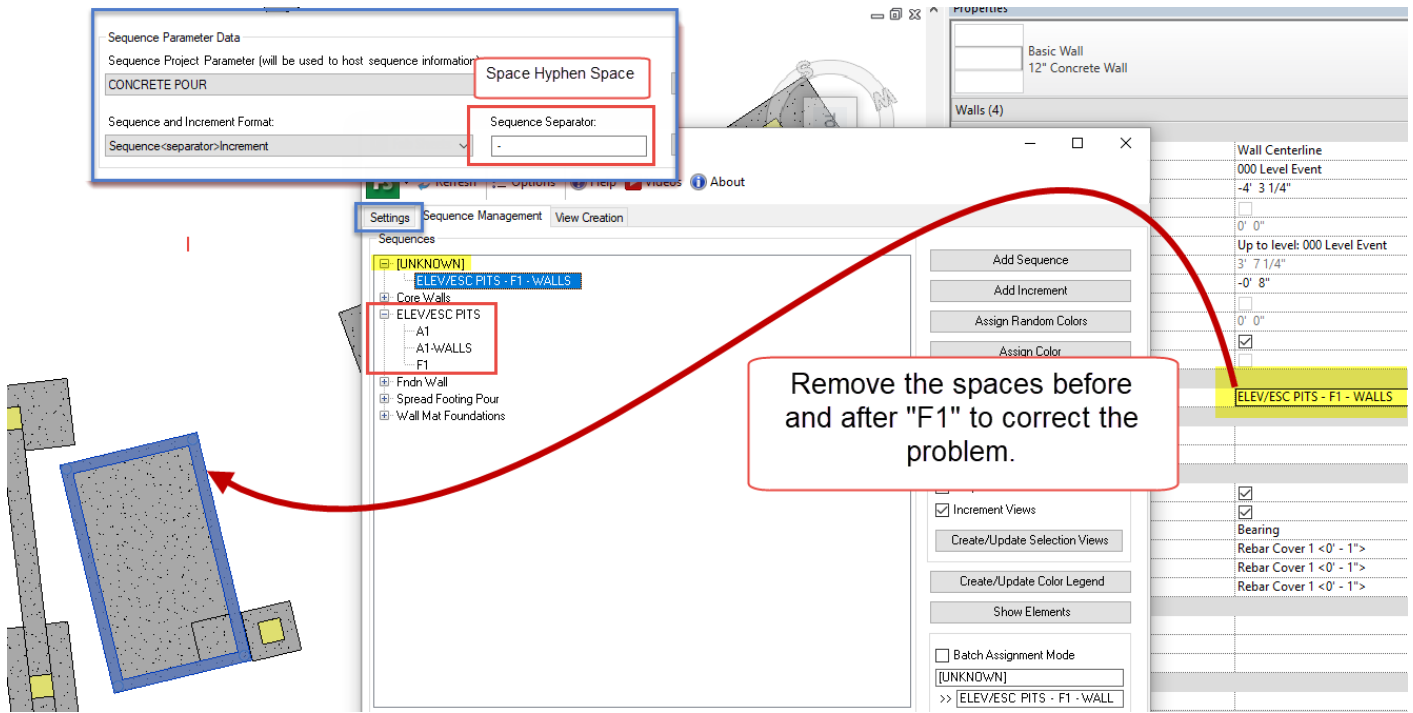 Properties
Sequence Parameter Data
Sequence Project Parameter (will be used to host sequence information)
CONCRETE POUR
Space Hyphen Space
Sequence and Increment Format:
Sequence Separator:
Sequence<separator>Increment
-
Basic Wall
12" Concrete Wall
Walls (4)
Refresh
Options
Help
Videos
About
Settings
Sequence Management
View Creation
Sequences
[UNKNOWN]
ELEV/ESC PITS - F1 - WALLS
Core Walls
ELEV/ESC PITS
A1
A1-WALLS
F1
Fndn Wall
Spread Footing Pour
Wall Mat Foundations
Add Sequence
Add Increment
Assign Random Colors
Assign Color
Remove the spaces before
and after "F1" to correct the
problem.
Increment Views
Create/Update Selection Views
Create/Update Color Legend
Show Elements
Batch Assignment Mode
[UNKNOWN]
>> ELEV/ESC PITS - F1 - WALL
Wall Centerline
000 Level Event
-4' 3 1/4"
0' 0"
Up to level: 000 Level Event
3' 7 1/4"
-0' 8"
0' 0"
ELEV/ESC PITS - F1 - WALLS
Bearing
Rebar Cover 1 <0' - 1">
Rebar Cover 1 <0' - 1">
Rebar Cover 1 <0' - 1">
S